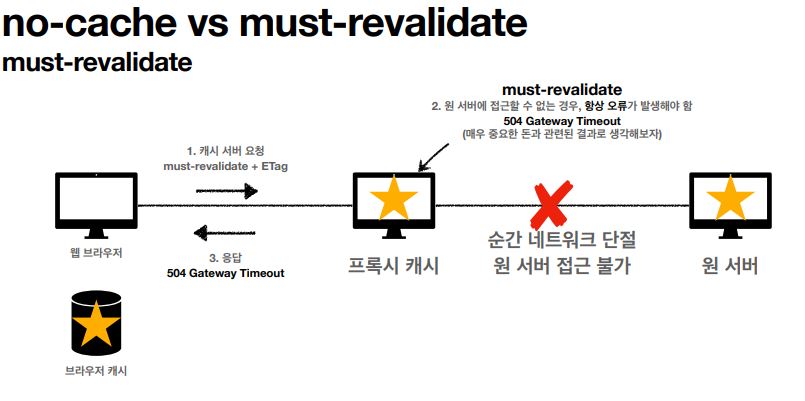 no-cache vs must-revalidate
must-revalidate
must-revalidate
2. 원 서버에 접근할 수 없는 경우, 항상 오류가 발생해야 함
504 Gateway Timeout
(매우 중요한 돈과 관련된 결과로 생각해보자)
1. 캐시 서버 요청
must-revalidate + ETag
웹 브라우저
3. 응답
504 Gateway Timeout
프록시 캐시
순간 네트워크 단절
원 서버 접근 불가
원 서버
브라우저 캐시